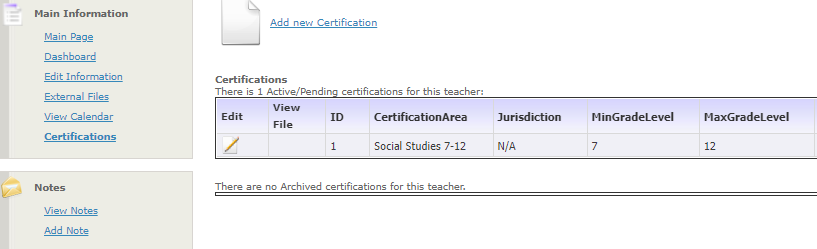 Main Information
Main Page
Dashboard
Edit Information
External Files
View Calendar
Certifications
Notes
View Notes
Add Note
Add new Certification
Certifications
There is 1 Active/Pending certifications for this teacher:
Edit View File ID CertificationArea Jurisdiction MinGradeLevel MaxGradeLevel
1 Social Studies 7-12 N/A 7 12
There are no Archived certifications for this teacher.